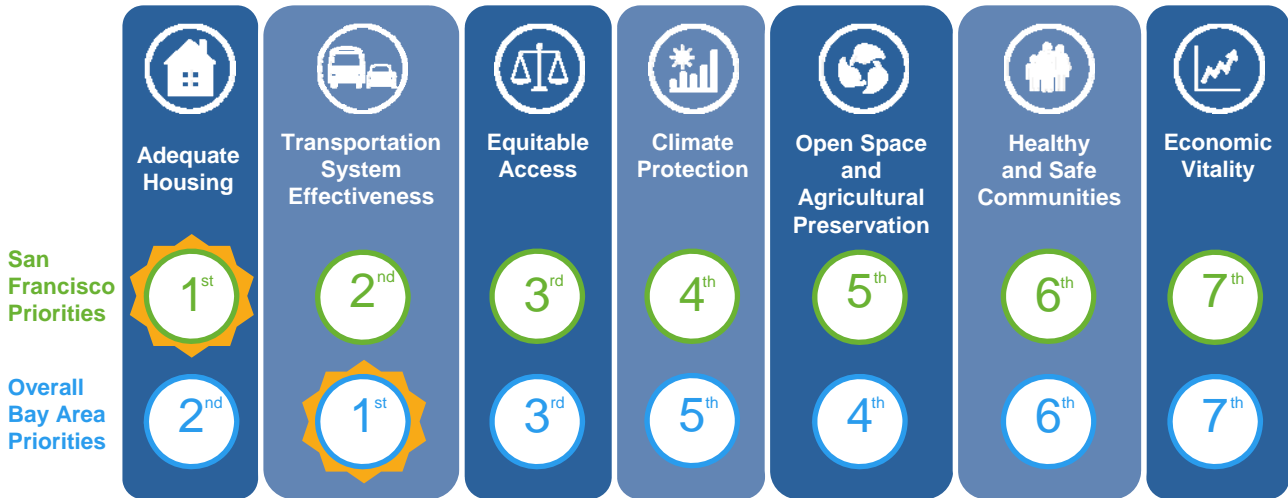 Adequate
Housing
Transportation
System
Effectiveness
Equitable
Access
Climate
Protection
Open Space
and
Agricultural
Preservation
Healthy
and Safe
Communities
Economic
Vitality
San
Francisco
Priorities
1st
2nd
3rd
4th
5th
6th
7th
Overall
Bay Area
Priorities
2nd
1st
3rd
5th
4th
6th
7th